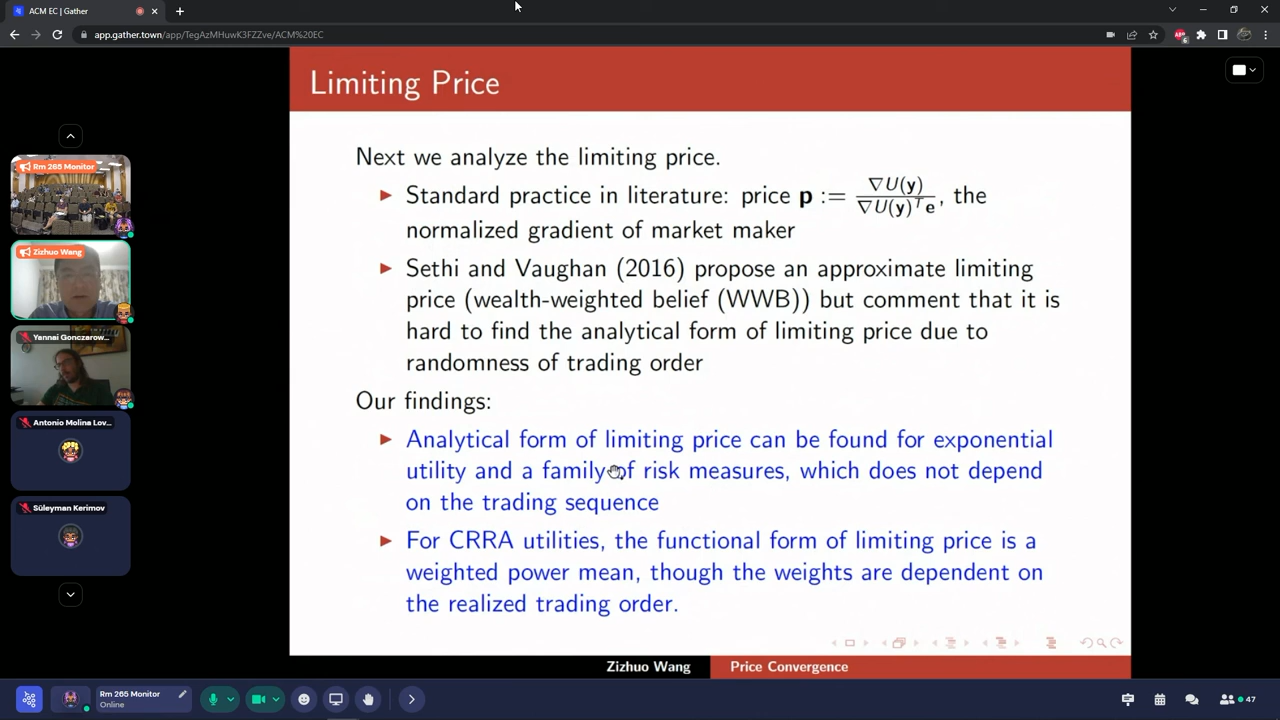 ACM EC | Gather
app.gather.town/app/TegAzMHuwK3FZZve/ACM%20EC
6
Limiting Price
Next we analyze the limiting price.
Standard practice in literature: price p := ∇U(y) / ∇U(y)ᵀe, the
normalized gradient of market maker
Sethi and Vaughan (2016) propose an approximate limiting
price (wealth-weighted belief (WWB)) but comment that it is
hard to find the analytical form of limiting price due to
randomness of trading order
Our findings:
Analytical form of limiting price can be found for exponential
utility and a family of risk measures, which does not depend
on the trading sequence
For CRRA utilities, the functional form of limiting price is a
weighted power mean, though the weights are dependent on
the realized trading order.
Zizhuo Wang
Price Convergence
Rm 265 Monitor
Zizhuo Wang
Yannai Gonczarow...
Antonio Molina Lov...
Süleyman Kerimov
Rm 265 Monitor
Online
47